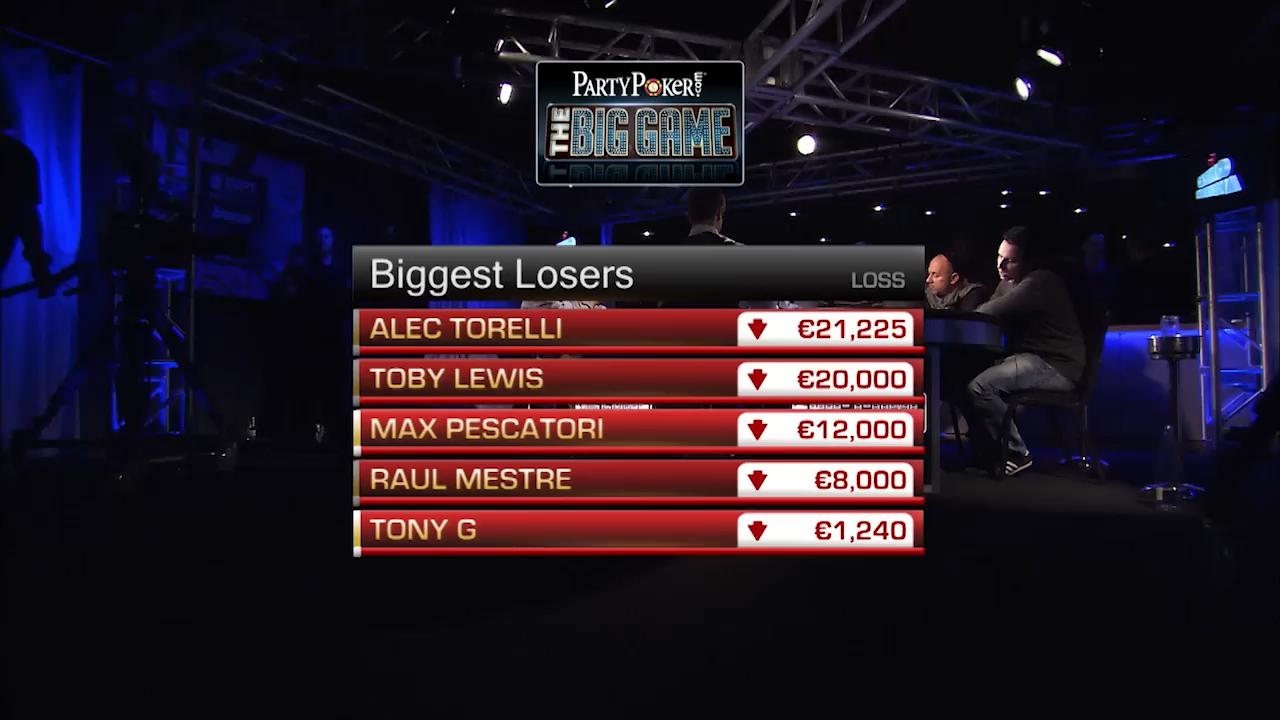 PARTYPOKER.com
THE BIG GAME
Biggest Losers LOSS
ALEC TORELLI €21,225
TOBY LEWIS €20,000
MAX PESCATORI €12,000
RAUL MESTRE €8,000
TONY G €1,240